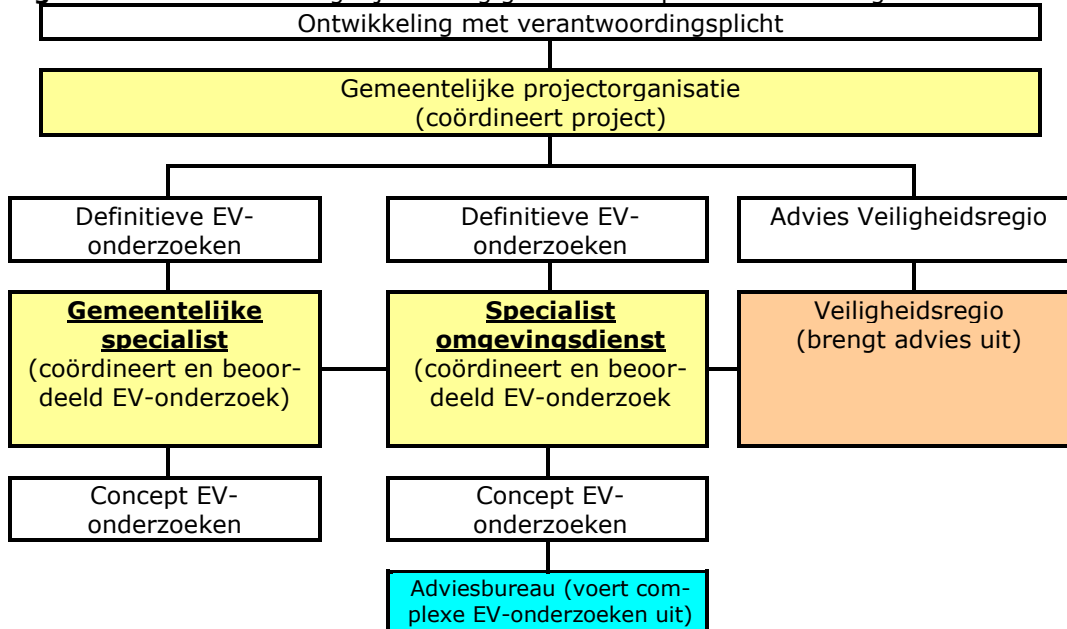 Ontwikkeling met verantwoordingsplicht
Gemeentelijke projectorganisatie
(coördineert project)
Definitieve EV-
onderzoeken
Definitieve EV-
onderzoeken
Advies Veiligheidsregio
Gemeentelijke
specialist
(coördineert en beoor-
deeld EV-onderzoek)
Specialist
omgevingsdienst
(coördineert en beoor-
deeld EV-onderzoek
Veiligheidsregio
(brengt advies uit)
Concept EV-
onderzoeken
Concept EV-
onderzoeken
Adviesbureau (voert com-
plexe EV-onderzoeken uit)